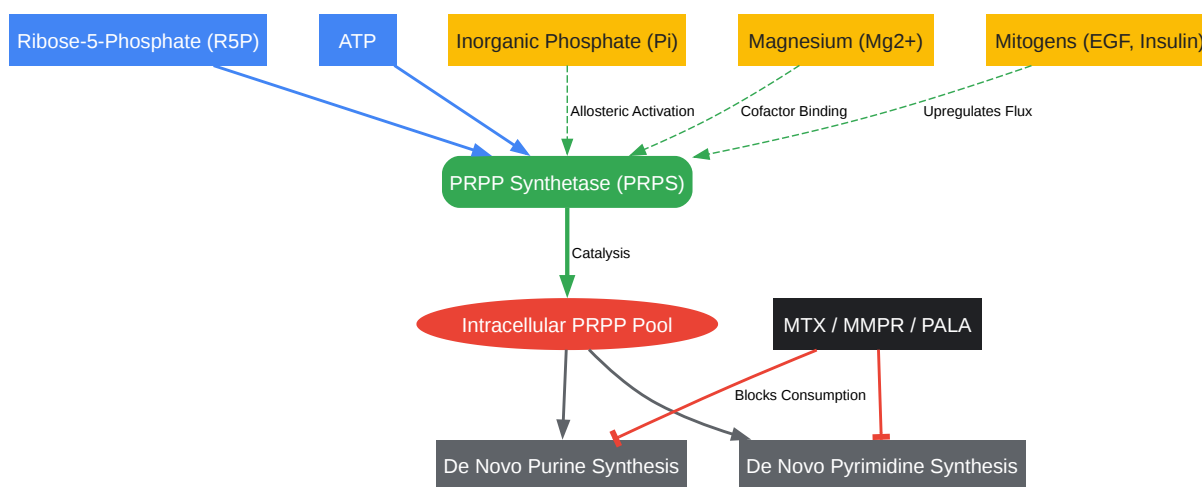 Ribose-5-Phosphate (R5P)
ATP
Inorganic Phosphate (Pi)
Magnesium (Mg2+)
Mitogens (EGF, Insulin)
Allosteric Activation
Cofactor Binding
Upregulates Flux
PRPP Synthetase (PRPS)
Catalysis
Intracellular PRPP Pool
MTX / MMPR / PALA
Blocks Consumption
De Novo Purine Synthesis
De Novo Pyrimidine Synthesis